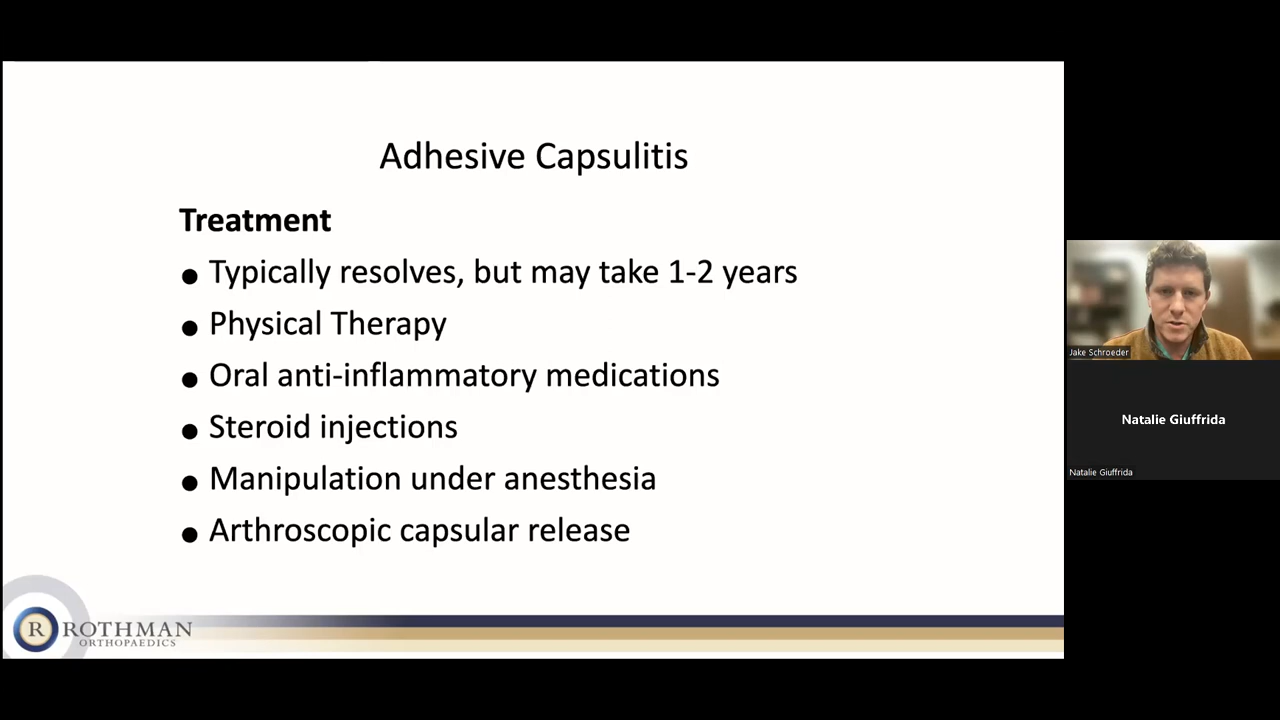 Adhesive Capsulitis
Treatment
● Typically resolves, but may take 1-2 years
● Physical Therapy
● Oral anti-inflammatory medications
● Steroid injections
● Manipulation under anesthesia
● Arthroscopic capsular release
R ROTHMAN
ORTHOPAEDICS
Jake Schroeder
Natalie Giuffrida
Natalie Giuffrida